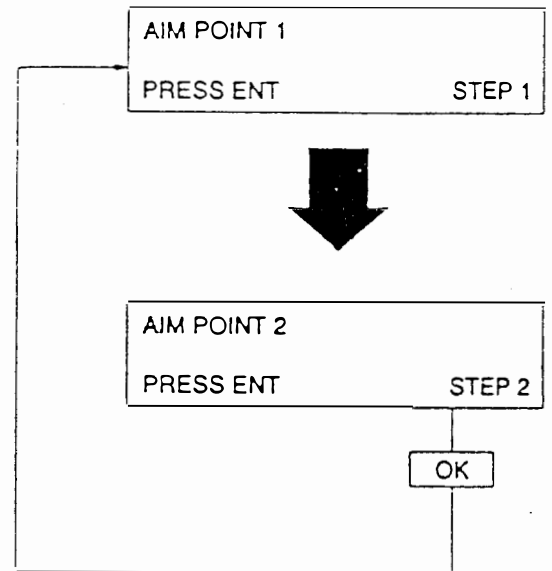 AIM POINT 1
PRESS ENT STEP 1
AIM POINT 2
PRESS ENT STEP 2
OK